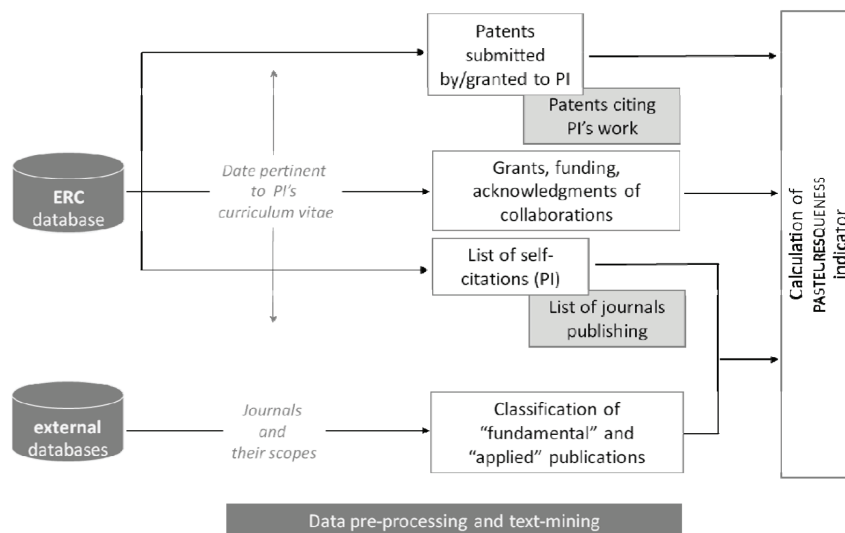 Patents
submitted
by/granted to PI
Patents citing
PI's work
ERC
database
Date pertinent
to PI's
curriculum vitae
Grants, funding,
acknowledgments of
collaborations
List of self-
citations (PI)
List of journals
publishing
external
databases
Journals
and
their scopes
Classification of
“fundamental” and
“applied” publications
Calculation of
PASTEURESQUENESS
indicator
Data pre-processing and text-mining